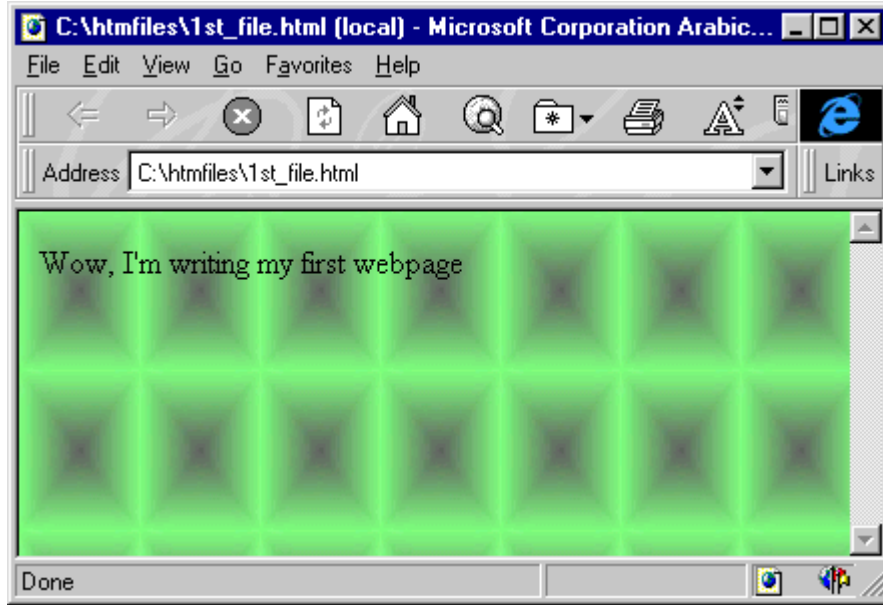 C:\htmfiles\1st_file.html (local) - Microsoft Corporation Arabic...
File Edit View Go Favorites Help
Address C:\htmfiles\1st_file.html Links
Wow, I'm writing my first webpage
Done